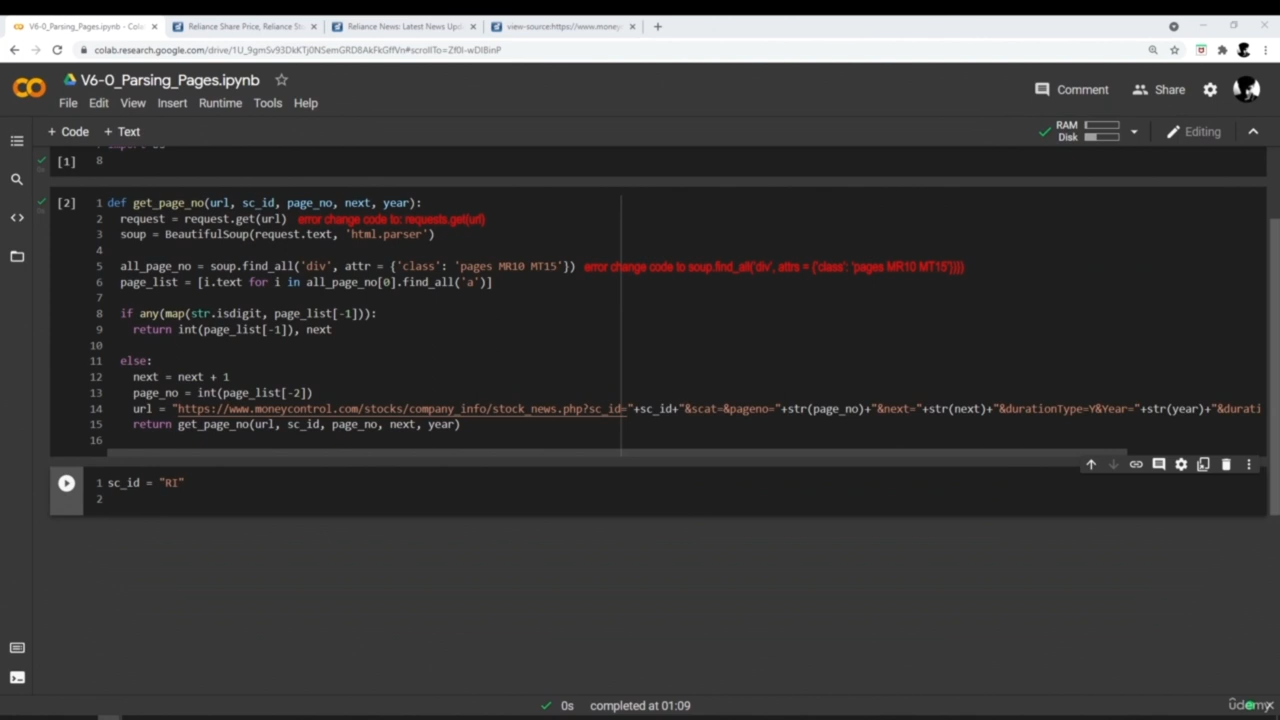 V6-0_Parsing_Pages.ipynb - Cola
Reliance Share Price, Reliance Sto
Reliance News: Latest News Upda
view-source:https://www.money
colab.research.google.com/drive/1U_9gmSv93DkKTj0NSemGRD8AkFkGffVn#scrollTo=Zf0I-wDlBinP
CO
V6-0_Parsing_Pages.ipynb
Comment
Share
File Edit View Insert Runtime Tools Help
+ Code + Text
RAM
Disk
Editing
[1] 8
[2] 1 def get_page_no(url, sc_id, page_no, next, year):
2 request = request.get(url) error change code to: requests.get(url)
3 soup = BeautifulSoup(request.text, 'html.parser')
4
5 all_page_no = soup.find_all('div', attr = {'class': 'pages MR10 MT15'}) error change code to soup.find_all('div', attrs = {'class': 'pages MR10 MT15'}))
6 page_list = [i.text for i in all_page_no[0].find_all('a')]
7
8 if any(map(str.isdigit, page_list[-1])):
9 return int(page_list[-1]), next
10
11 else:
12 next = next + 1
13 page_no = int(page_list[-2])
14 url = "https://www.moneycontrol.com/stocks/company_info/stock_news.php?sc_id="+sc_id+"&scat=&pageno="+str(page_no)+"&next="+str(next)+"&durationType=Y&Year="+str(year)+"&durati
15 return get_page_no(url, sc_id, page_no, next, year)
16
1 sc_id = "RI"
2
0s completed at 01:09
ûdemy